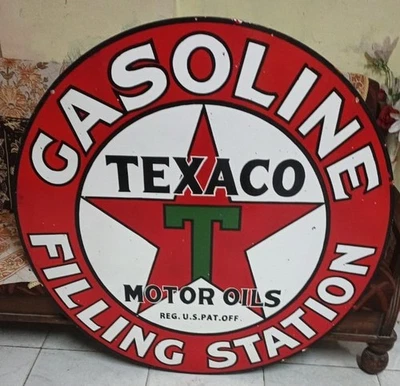 GASOLINE
TEXACO
T
MOTOR OILS
REG. U.S. PAT. OFF.
FILLING STATION